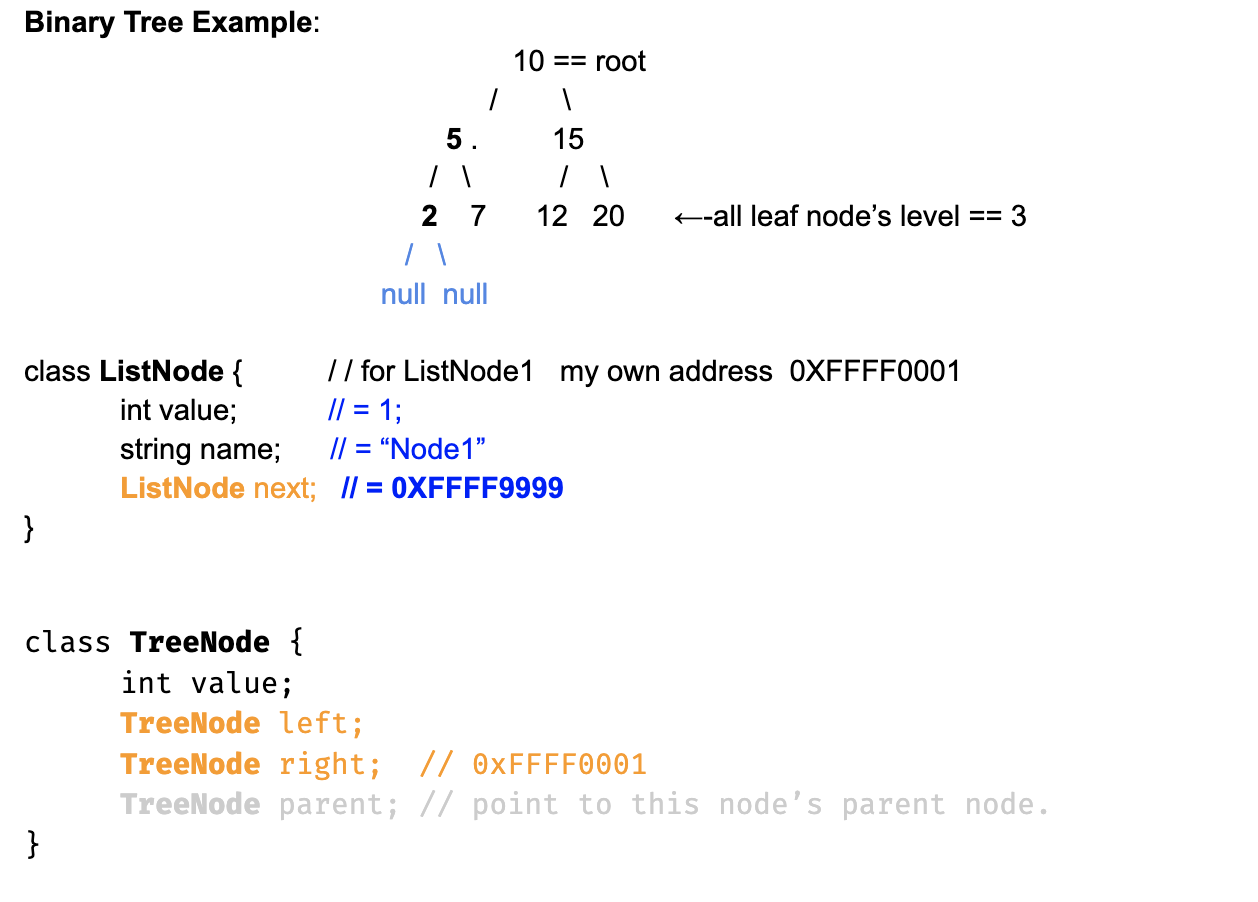 Binary Tree Example:
10 == root
/ \
5 . 15
/ \ / \
2 7 12 20 ←-all leaf node’s level == 3
/ \
null null
class ListNode { / / for ListNode1 my own address 0XFFFF0001
int value; // = 1;
string name; // = “Node1”
ListNode next; // = 0XFFFF9999
}
class TreeNode {
int value;
TreeNode left;
TreeNode right; // 0xFFFF0001
TreeNode parent; // point to this node’s parent node.
}